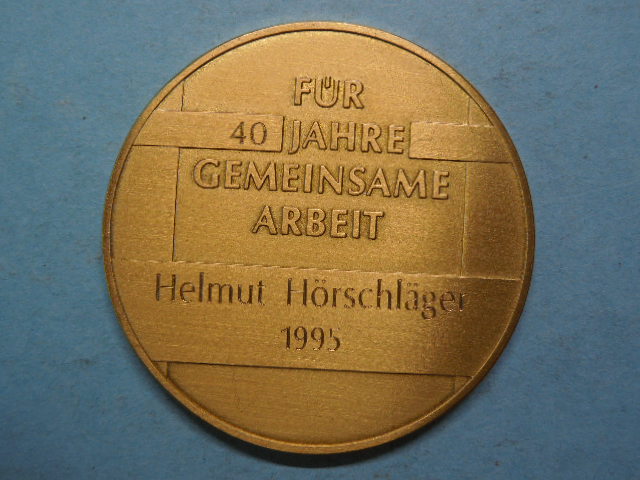 FÜR
40 JAHRE
GEMEINSAME
ARBEIT
Helmut Hörschläger
1995